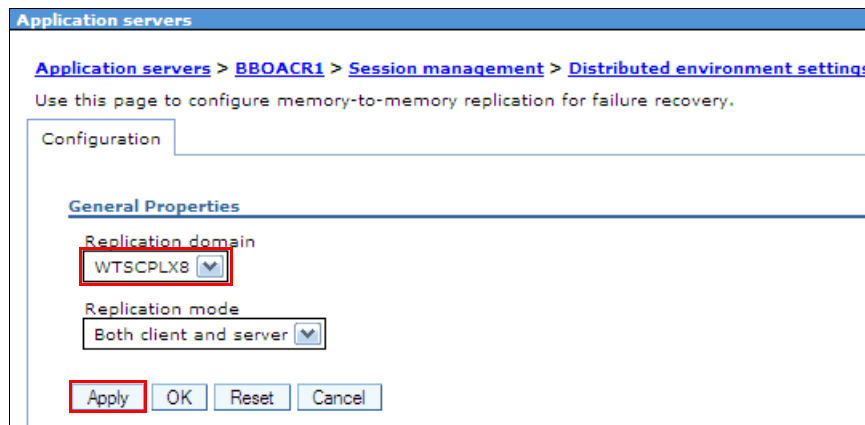 Application servers
Application servers > BBOACR1 > Session management > Distributed environment settings
Use this page to configure memory-to-memory replication for failure recovery.
Configuration
General Properties
Replication domain
WTSCPLX8
Replication mode
Both client and server
Apply OK Reset Cancel